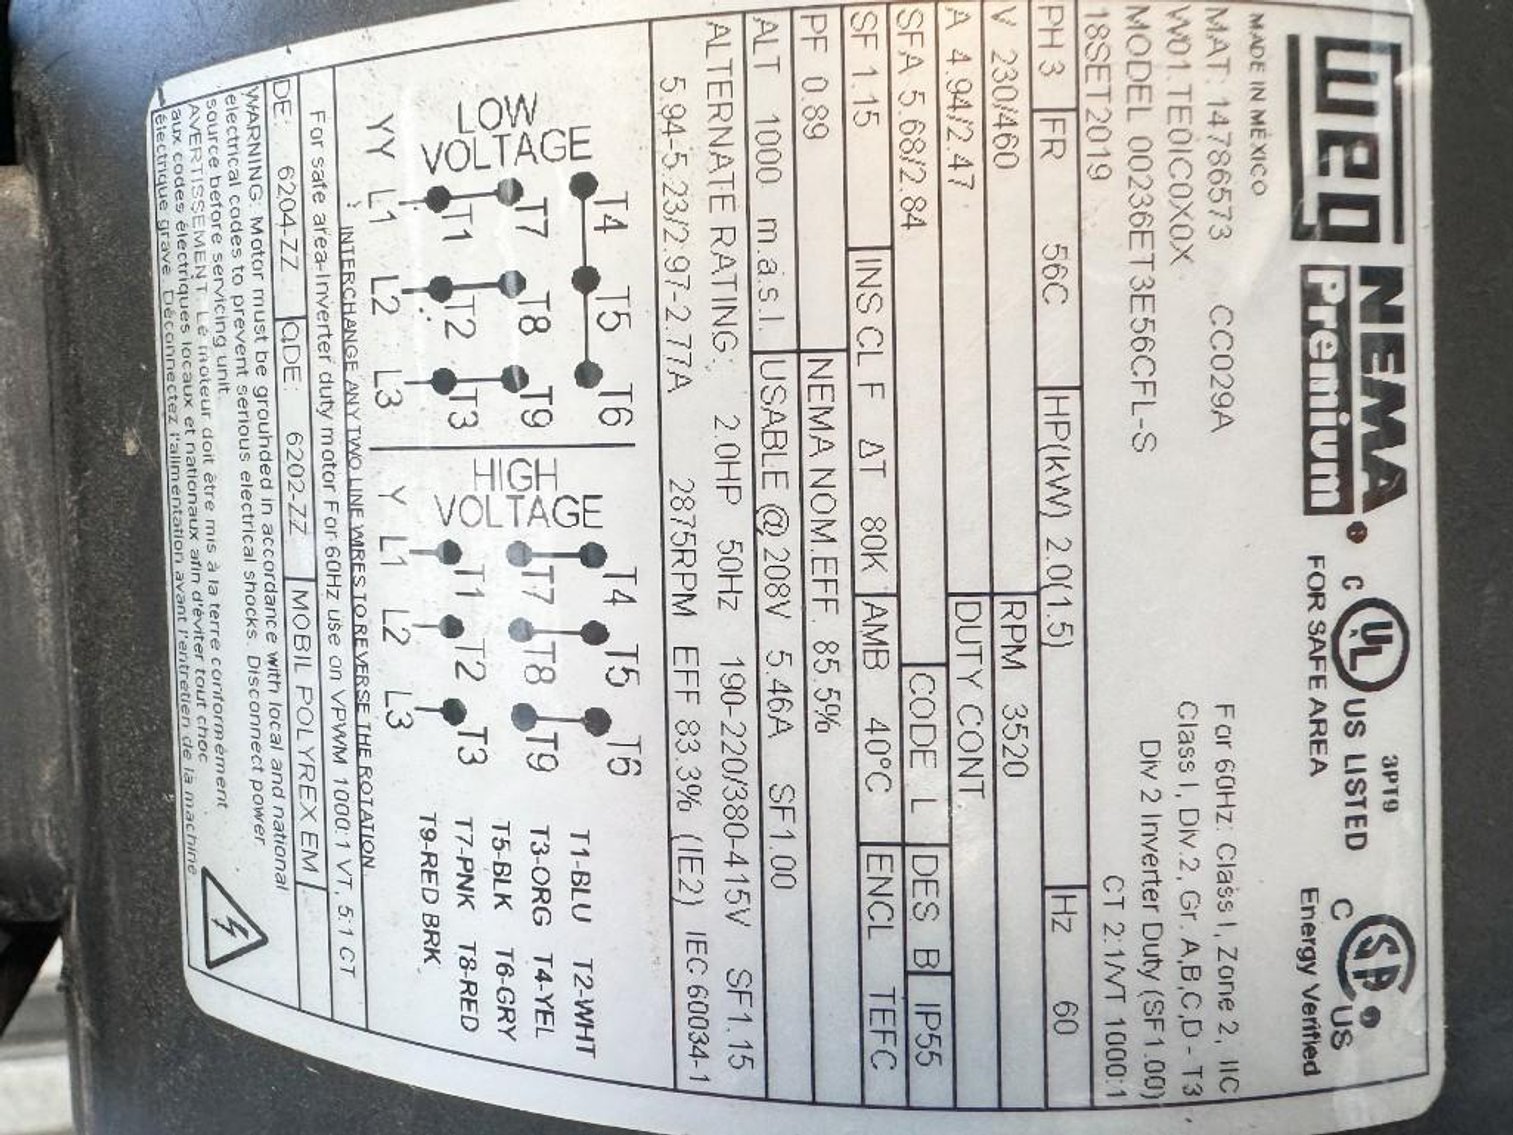 WEG NEMA Premium
C UL US LISTED 3PT9
FOR SAFE AREA
C SP US
Energy Verified
MADE IN MÉXICO
MAT: 14786573 CC029A
W01.TE0IC0X0X
MODEL 00236ET3E56CFL-S
18SET2019
For 60Hz: Class I, Zone 2, IIC
Class I, Div.2, Gr. A,B,C,D - T3
Div 2 Inverter Duty (SF1.00)
CT 2:1/VT 1000:1
PH 3 FR 56C HP(kW) 2.0(1.5) Hz 60
V 230/460 RPM 3520
A 4.94/2.47 DUTY CONT
SFA 5.68/2.84 CODE L DES B IP55
SF 1.15 INS CL F ΔT 80K AMB 40°C ENCL TEFC
PF 0.89 NEMA NOM.EFF. 85.5%
ALT 1000 m.a.s.l. USABLE @ 208V 5.46A SF1.00
ALTERNATE RATING: 2.0HP 50Hz 190-220/380-415V SF1.15
5.94-5.23/2.97-2.77A 2875RPM EFF 83.3% (IE2) IEC 60034-1
LOW VOLTAGE
YY
T4 T5 T6
T7 T8 T9
T1 T2 T3
L1 L2 L3
HIGH VOLTAGE
Y
T4 T5 T6
T7 T8 T9
T1 T2 T3
L1 L2 L3
T1-BLU T2-WHT
T3-ORG T4-YEL
T5-BLK T6-GRY
T7-PNK T8-RED
T9-RED BRK
INTERCHANGE ANY TWO LINE WIRES TO REVERSE THE ROTATION
For safe area-Inverter duty motor For 60Hz use on VPWM 1000:1 VT, 5:1 CT
DE: 6204-ZZ ODE: 6202-ZZ MOBIL POLYREX EM
WARNING: Motor must be grounded in accordance with local and national
electrical codes to prevent serious electrical shocks. Disconnect power
source before servicing unit.
AVERTISSEMENT: Le moteur doit être mis à la terre conformément
aux codes électriques locaux et nationaux afin d'éviter tout choc
électrique grave. Déconnectez l'alimentation avant l'entretien de la machine